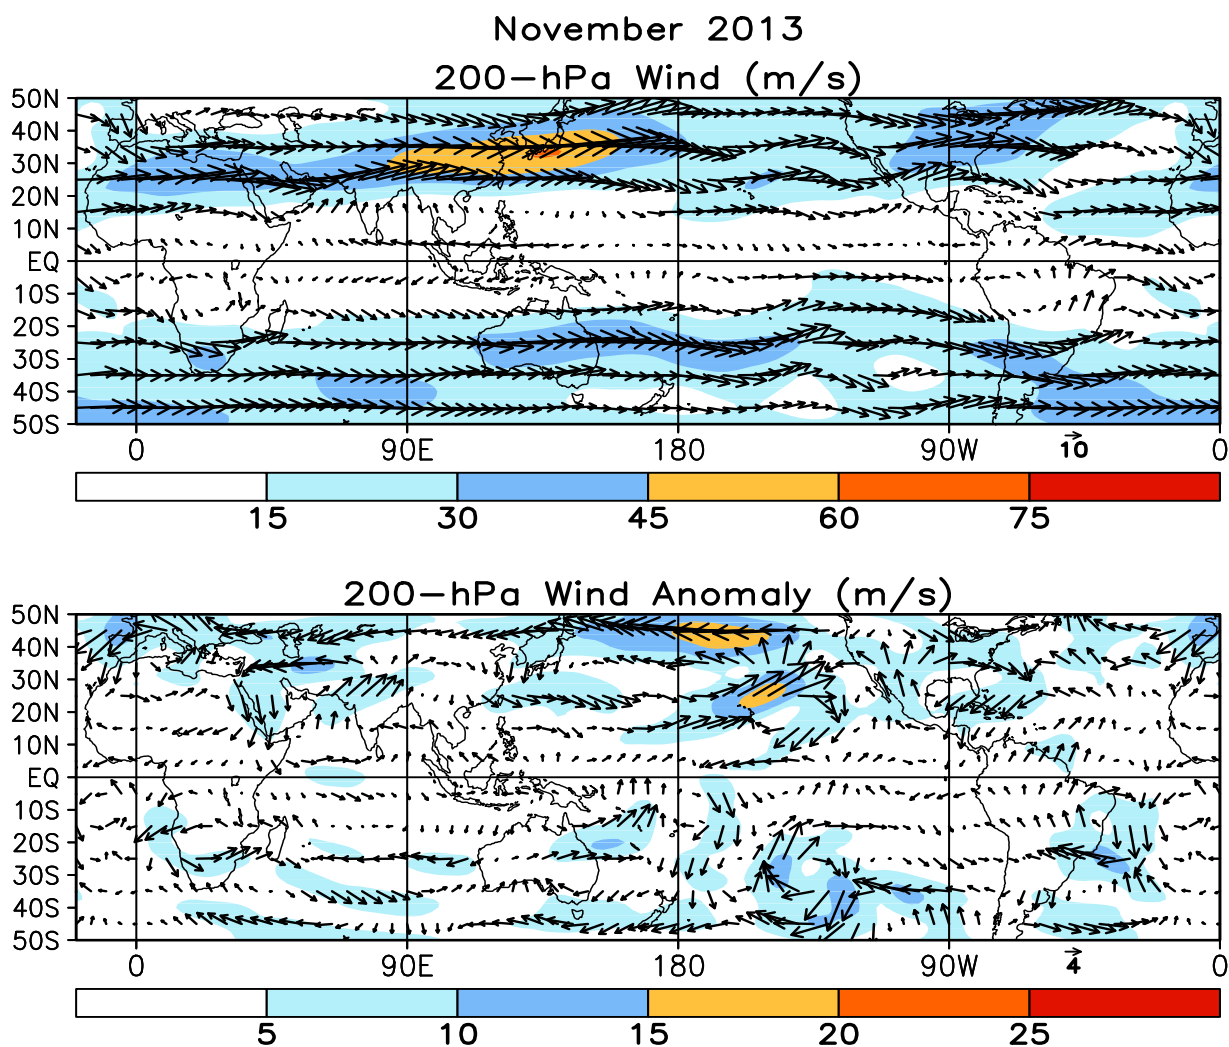 November 2013
200-hPa Wind (m/s)
50N
40N
30N
20N
10N
EQ
10S
20S
30S
40S
50S
0 90E 180 90W 0
10
15 30 45 60 75
200-hPa Wind Anomaly (m/s)
50N
40N
30N
20N
10N
EQ
10S
20S
30S
40S
50S
0 90E 180 90W 0
4
5 10 15 20 25